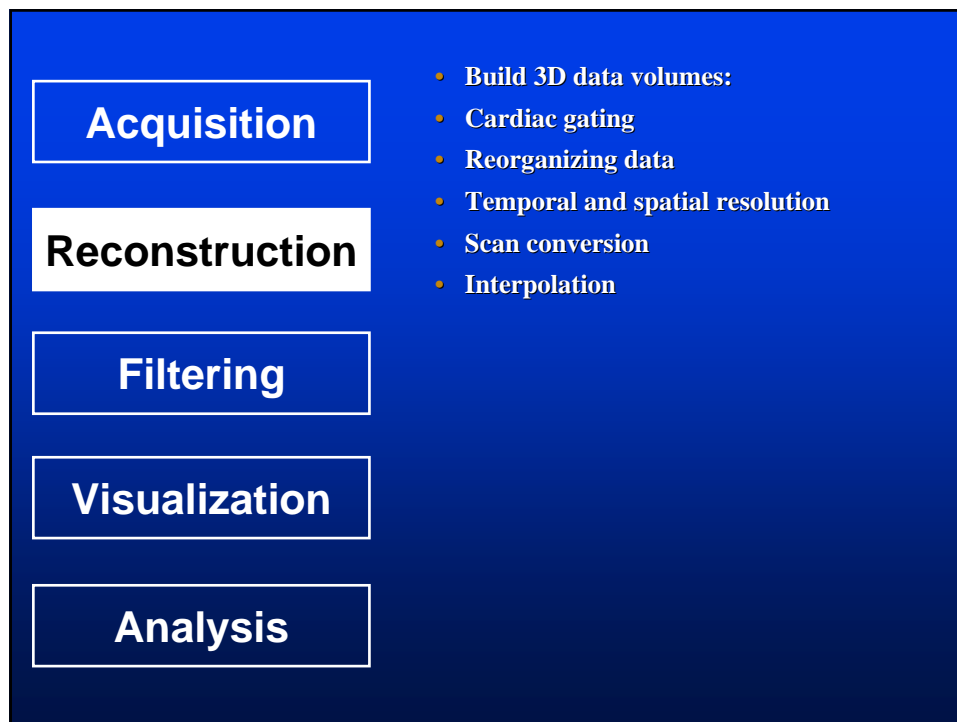 Acquisition
Reconstruction
Filtering
Visualization
Analysis
• Build 3D data volumes:
• Cardiac gating
• Reorganizing data
• Temporal and spatial resolution
• Scan conversion
• Interpolation